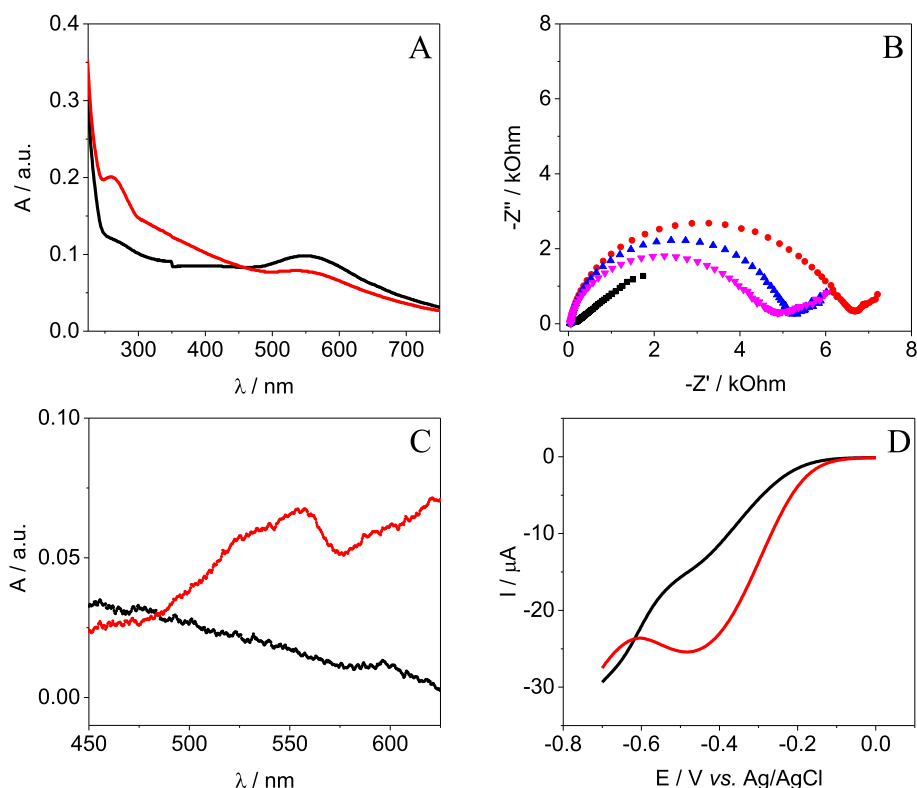 A
0.4
0.3
0.2
0.1
0.0
A / a.u.
300 400 500 600 700
λ / nm
B
8
6
4
2
0
-Z'' / kOhm
0 2 4 6 8
-Z' / kOhm
C
0.10
0.05
0.00
A / a.u.
450 500 550 600
λ / nm
D
0
-10
-20
-30
I / μA
-0.8 -0.6 -0.4 -0.2 0.0
E / V vs. Ag/AgCl